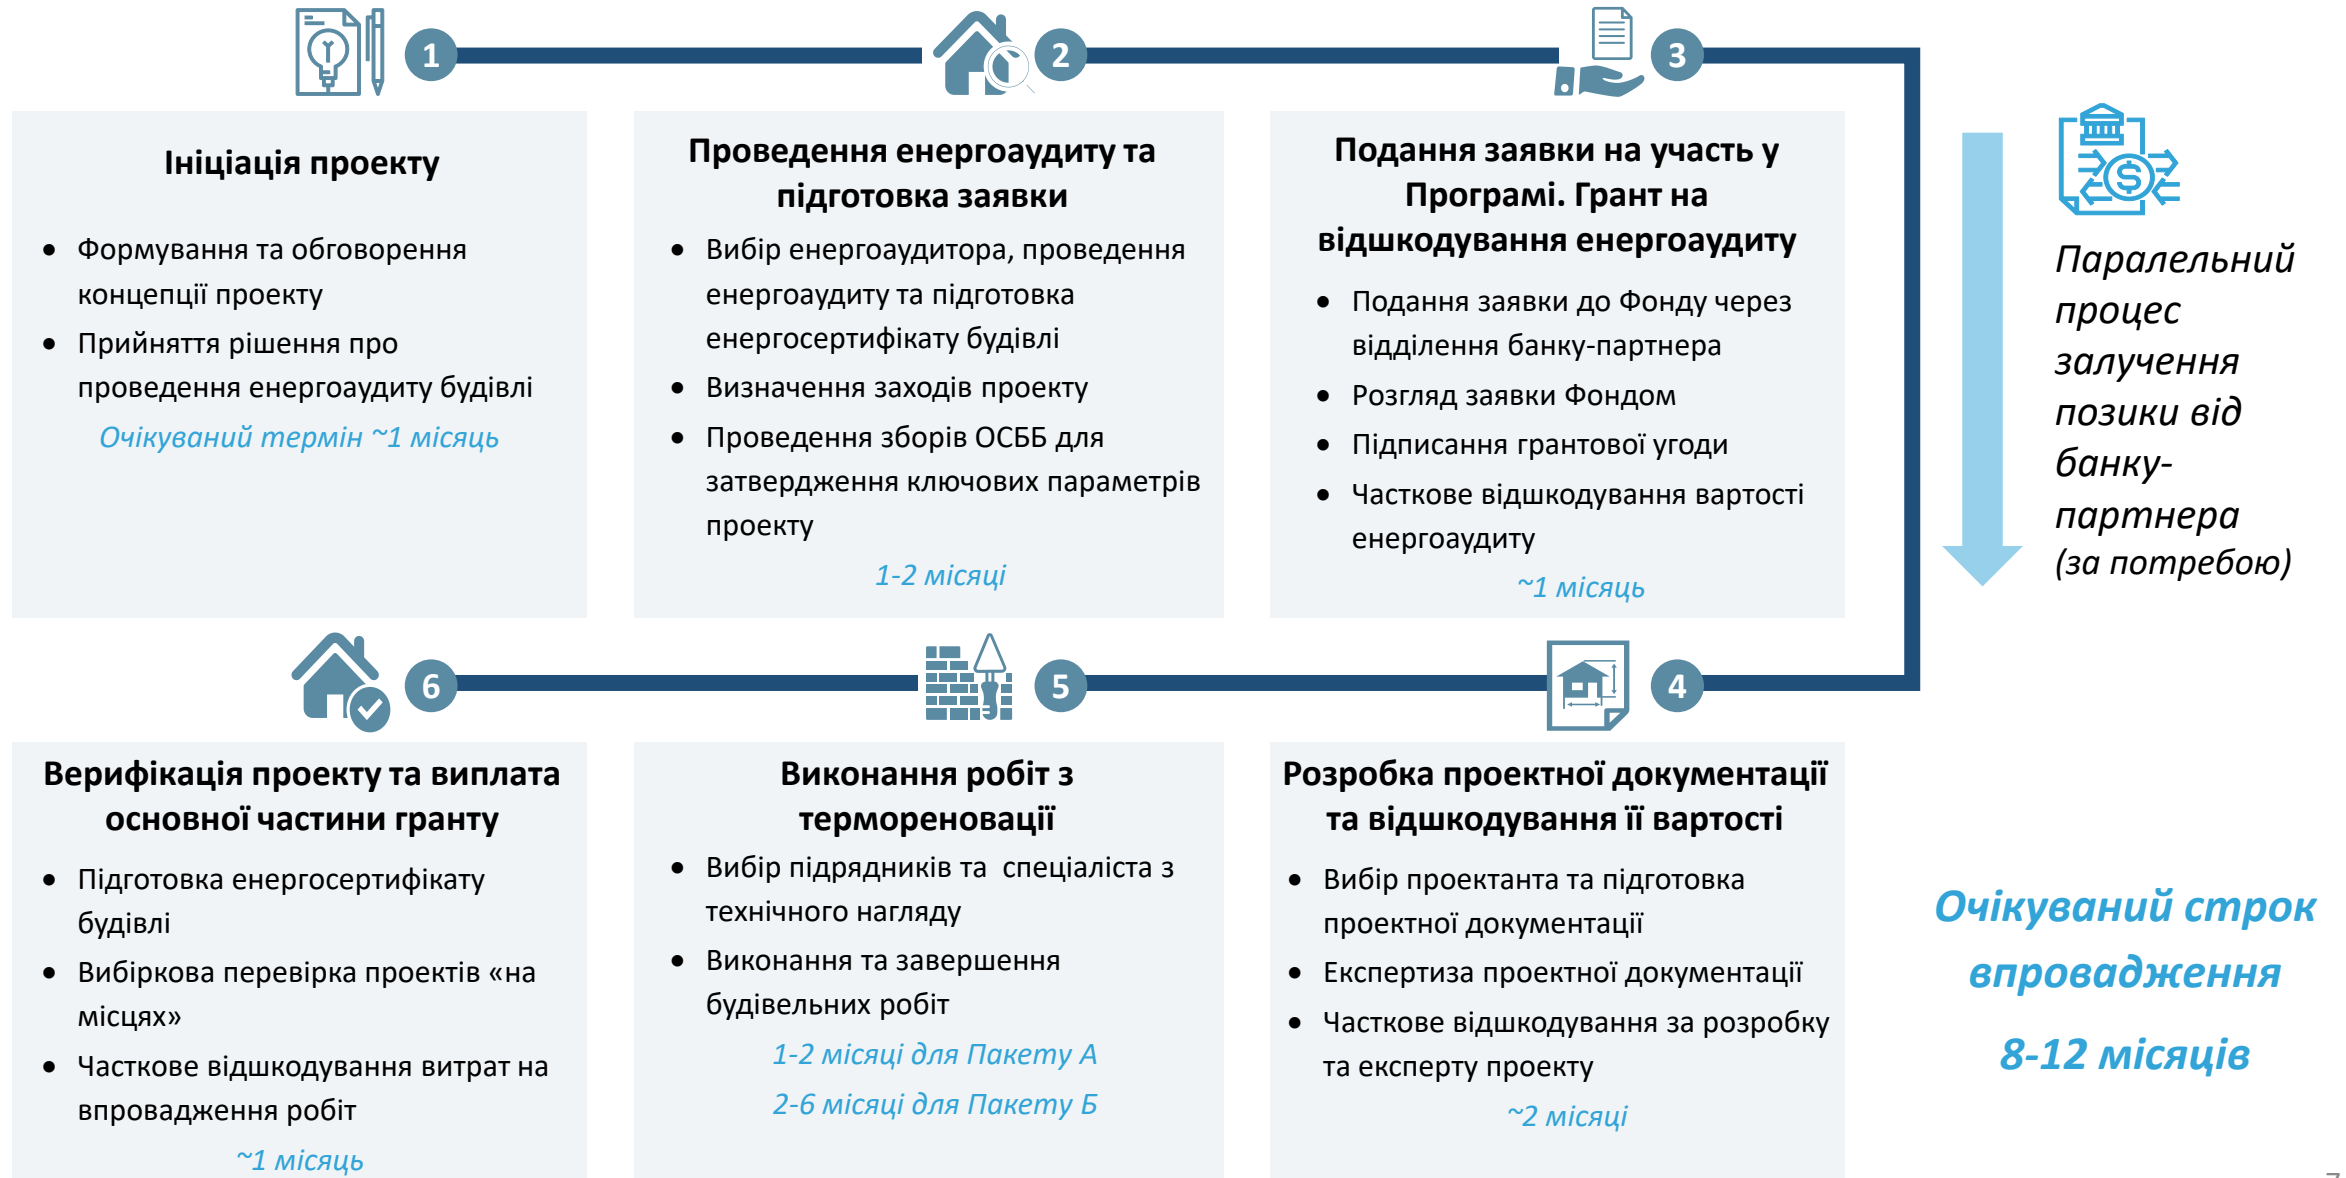 1
2
3
Ініціація проекту
• Формування та обговорення
концепції проекту
• Прийняття рішення про
проведення енергоаудиту будівлі
Очікуваний термін ~1 місяць
Проведення енергоаудиту та
підготовка заявки
• Вибір енергоаудитора, проведення
енергоаудиту та підготовка
енергосертифікату будівлі
• Визначення заходів проекту
• Проведення зборів ОСББ для
затвердження ключових параметрів
проекту
1-2 місяці
Подання заявки на участь у
Програмі. Грант на
відшкодування енергоаудиту
• Подання заявки до Фонду через
відділення банку-партнера
• Розгляд заявки Фондом
• Підписання грантової угоди
• Часткове відшкодування вартості
енергоаудиту
~1 місяць
Паралельний
процес
залучення
позики від
банку-
партнера
(за потребою)
6
5
4
Верифікація проекту та виплата
основної частини гранту
• Підготовка енергосертифікату
будівлі
• Вибіркова перевірка проектів «на
місцях»
• Часткове відшкодування витрат на
впровадження робіт
~1 місяць
Виконання робіт з
термореновації
• Вибір підрядників та спеціаліста з
технічного нагляду
• Виконання та завершення
будівельних робіт
1-2 місяці для Пакету А
2-6 місяці для Пакету Б
Розробка проектної документації
та відшкодування її вартості
• Вибір проектанта та підготовка
проектної документації
• Експертиза проектної документації
• Часткове відшкодування за розробку
та експерту проекту
~2 місяці
Очікуваний строк
впровадження
8-12 місяців